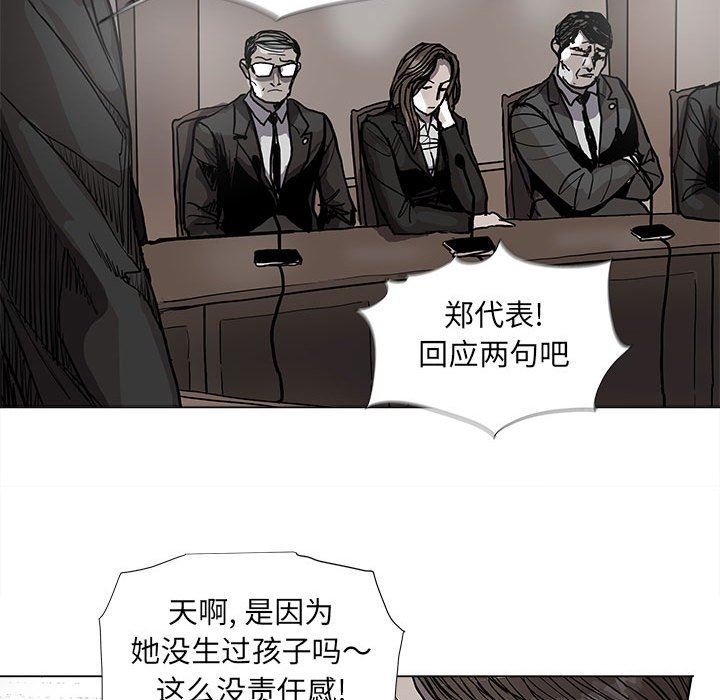 郑代表!
回应两句吧
天啊, 是因为
她没生过孩子吗～
这么没责任感!